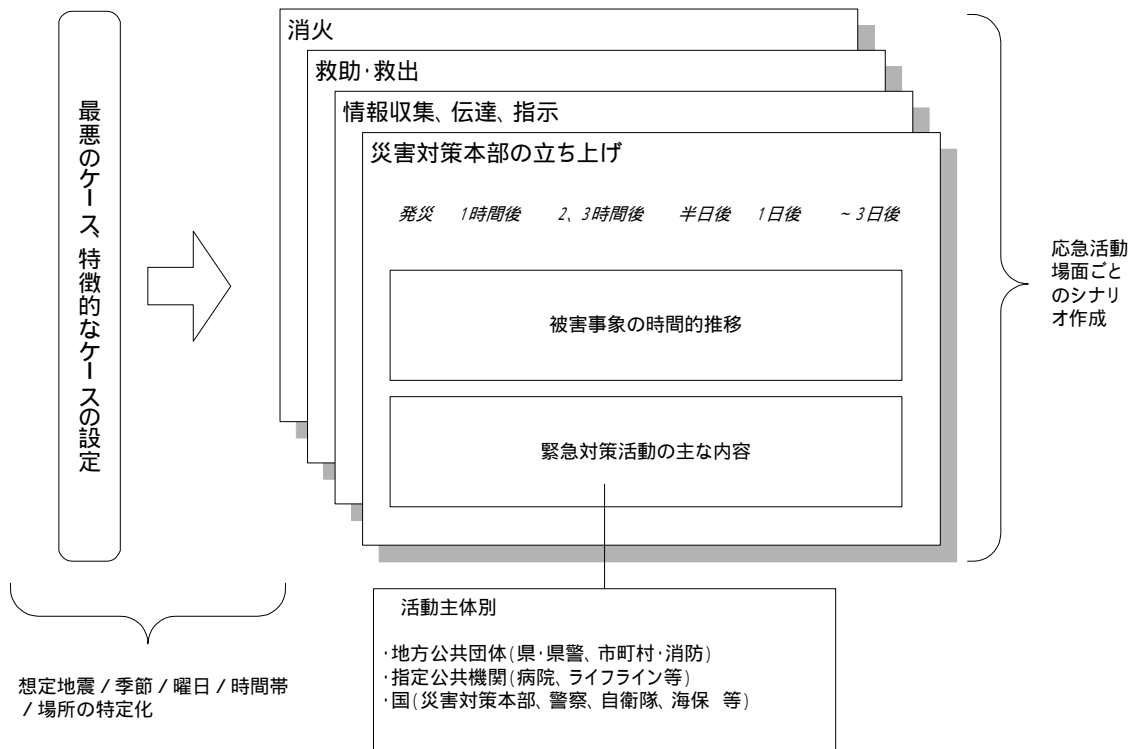 消火
救助・救出
情報収集、伝達、指示
災害対策本部の立ち上げ
最悪のケース、特徴的なケースの設定
発災 1時間後 2、3時間後 半日後 1日後 ~3日後
被害事象の時間的推移
緊急対策活動の主な内容
応急活動
場面ごと
のシナリ
オ作成
活動主体別
・地方公共団体(県・県警、市町村・消防)
・指定公共機関(病院、ライフライン等)
・国(災害対策本部、警察、自衛隊、海保 等)
想定地震/季節/曜日/時間帯
/場所の特定化